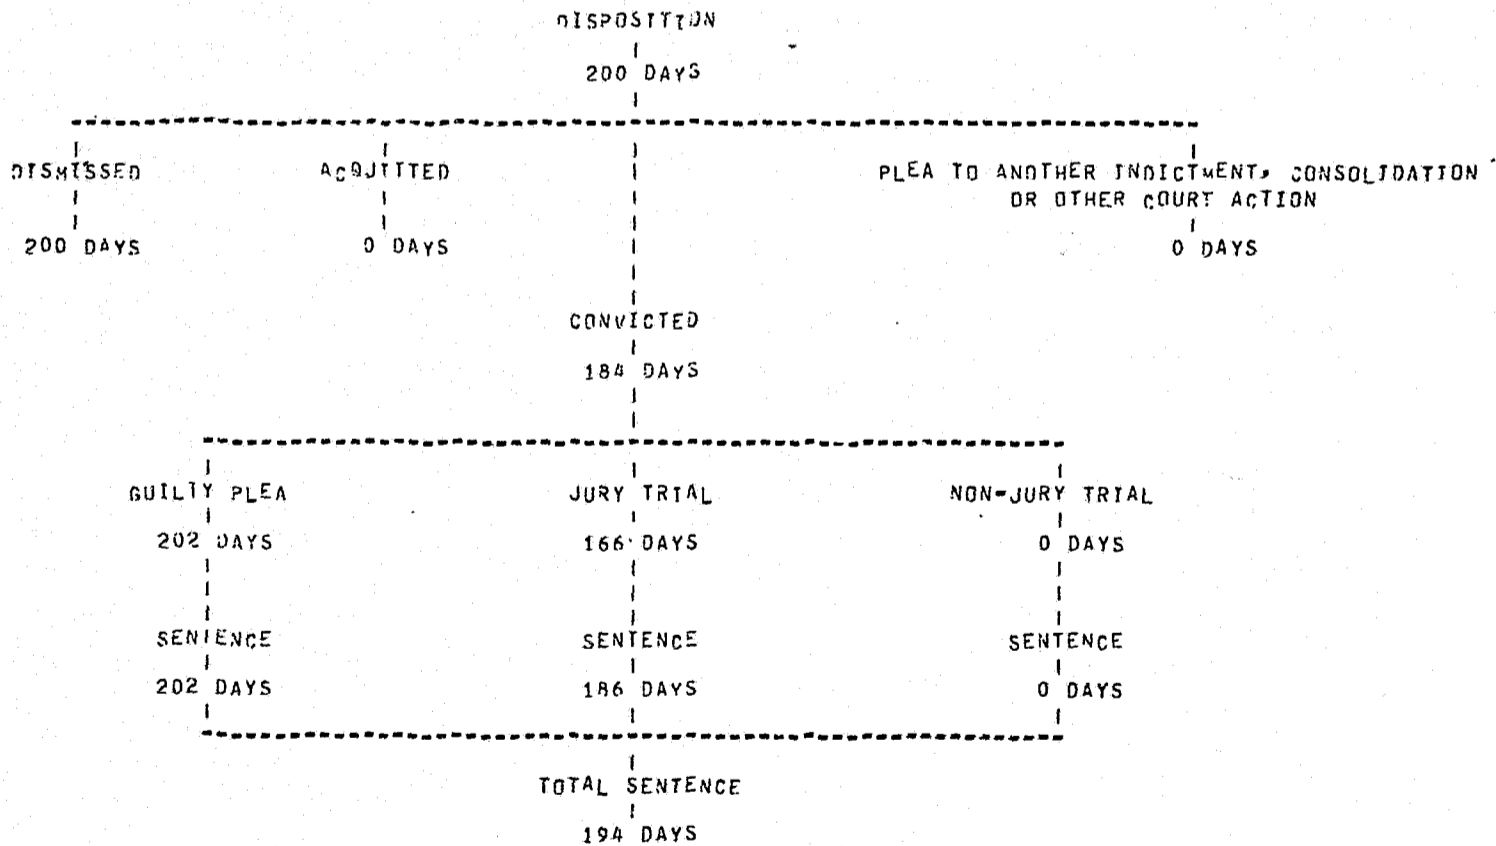 DISPOSITION
200 DAYS
DISMISSED ACQUITTED PLEA TO ANOTHER INDICTMENT, CONSOLIDATION
OR OTHER COURT ACTION
200 DAYS 0 DAYS 0 DAYS
CONVICTED
184 DAYS
GUILTY PLEA JURY TRIAL NON-JURY TRIAL
202 DAYS 166 DAYS 0 DAYS
SENTENCE SENTENCE SENTENCE
202 DAYS 186 DAYS 0 DAYS
TOTAL SENTENCE
194 DAYS